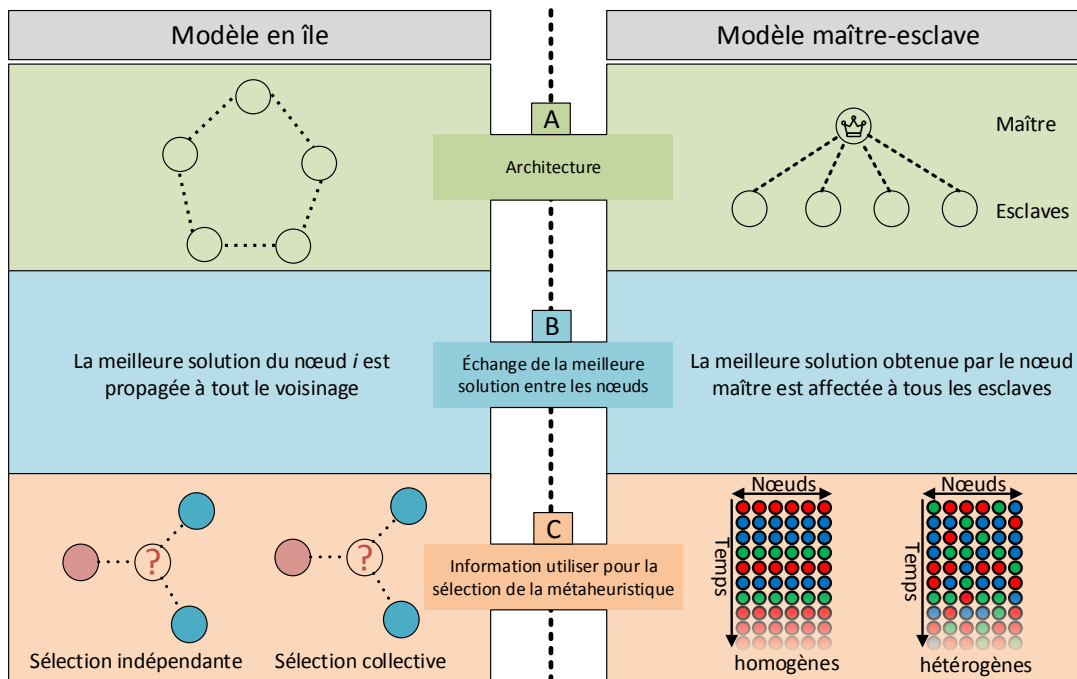 Modèle en île
Modèle maître-esclave
A
Architecture
Maître
Esclaves
B
Échange de la meilleure
solution entre les nœuds
La meilleure solution du nœud i est
propagée à tout le voisinage
La meilleure solution obtenue par le nœud
maître est affectée à tous les esclaves
C
Information utiliser pour la
sélection de la métaheuristique
?
?
Sélection indépendante
Sélection collective
Nœuds
Temps
homogènes
Nœuds
Temps
hétérogènes